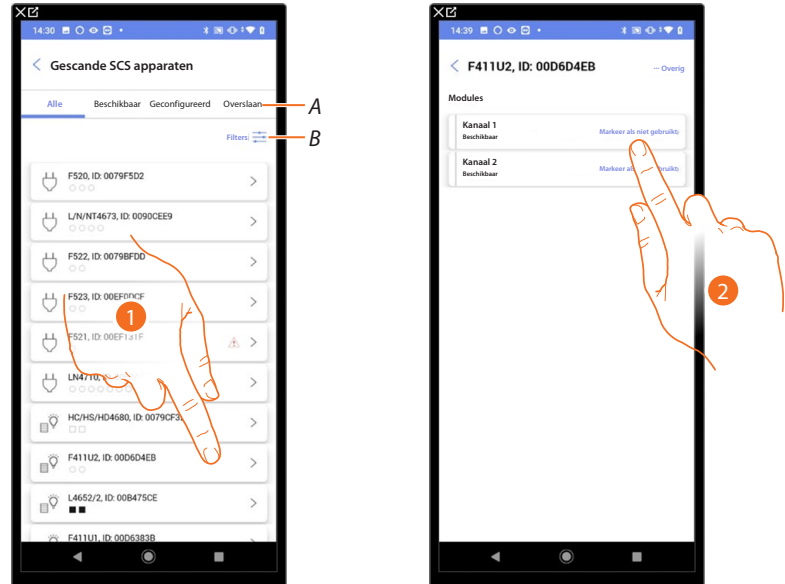 14:30
Gescande SCS apparaten
Alle Beschikbaar Geconfigureerd Overslaan
A
Filters
B
F520, ID: 0079F5D2
L/N/NT4673, ID: 0090CEE9
F522, ID: 0079BFDD
F523, ID: 00EF0DCF
F521, ID: 00EF131F
LN4710,
HC/HS/HD4680, ID: 0079CF3
F411U2, ID: 00D6D4EB
L4652/2, ID: 00B475CE
F411U1, ID: 00D6383B
1
14:39
F411U2, ID: 00D6D4EB
··· Overig
Modules
Kanaal 1
Beschikbaar
Markeer als niet gebruikt
Kanaal 2
Beschikbaar
Markeer als gebruikt
2